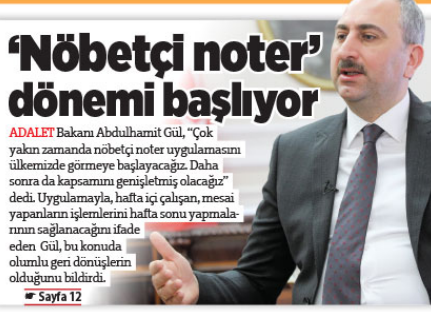 ‘Nöbetçi noter’
dönemi başlıyor
ADALET Bakanı Abdulhamit Gül, “Çok
yakın zamanda nöbetçi noter uygulamasını
ülkemizde görmeye başlayacağız. Daha
sonra da kapsamını genişletmiş olacağız”
dedi. Uygulamayla, hafta içi çalışan, mesai
yapanların işlemlerini hafta sonu yapmala-
rının sağlanacağını ifade
eden Gül, bu konuda
olumlu geri dönüşlerin
olduğunu bildirdi.
☛ Sayfa 12